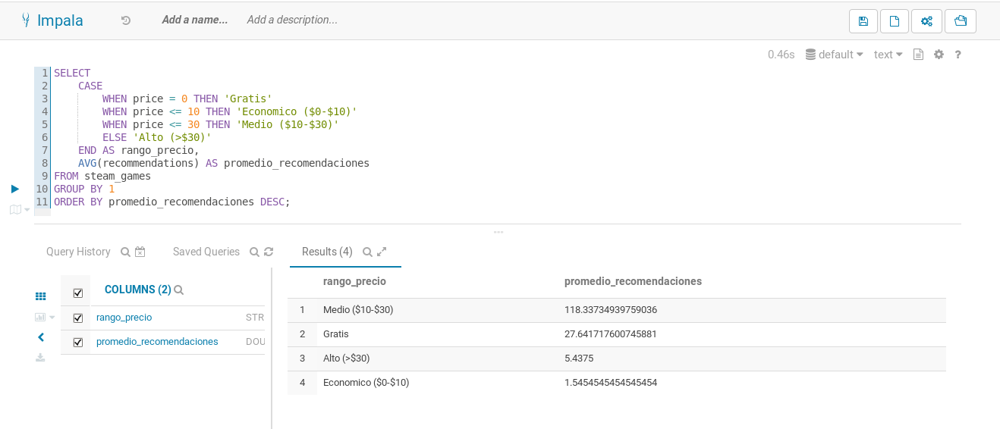 Impala Add a name... Add a description...
0.46s default text ?
1 SELECT
2 CASE
3 WHEN price = 0 THEN 'Gratis'
4 WHEN price <= 10 THEN 'Economico ($0-$10)'
5 WHEN price <= 30 THEN 'Medio ($10-$30)'
6 ELSE 'Alto (>$30)'
7 END AS rango_precio,
8 AVG(recommendations) AS promedio_recomendaciones
9 FROM steam_games
10 GROUP BY 1
11 ORDER BY promedio_recomendaciones DESC;
Query History Saved Queries Results (4)
COLUMNS (2)
rango_precio STR
promedio_recomendaciones DOU
rango_precio promedio_recomendaciones
1 Medio ($10-$30) 118.33734939759036
2 Gratis 27.641717600745881
3 Alto (>$30) 5.4375
4 Economico ($0-$10) 1.5454545454545454